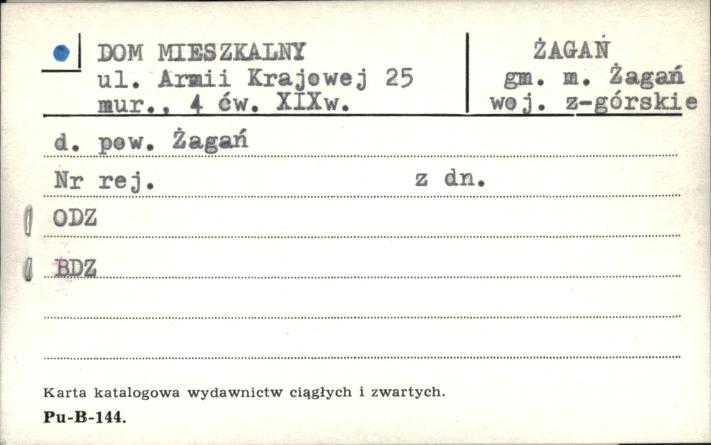 DOM MIESZKALNY
ul. Armii Krajowej 25
mur., 4 ćw. XIXw.
ŻAGAŃ
gm. m. Żagań
woj. z-górskie
d. pow. Żagań
Nr rej. z dn.
ODZ
BDZ
Karta katalogowa wydawnictw ciągłych i zwartych.
Pu-B-144.